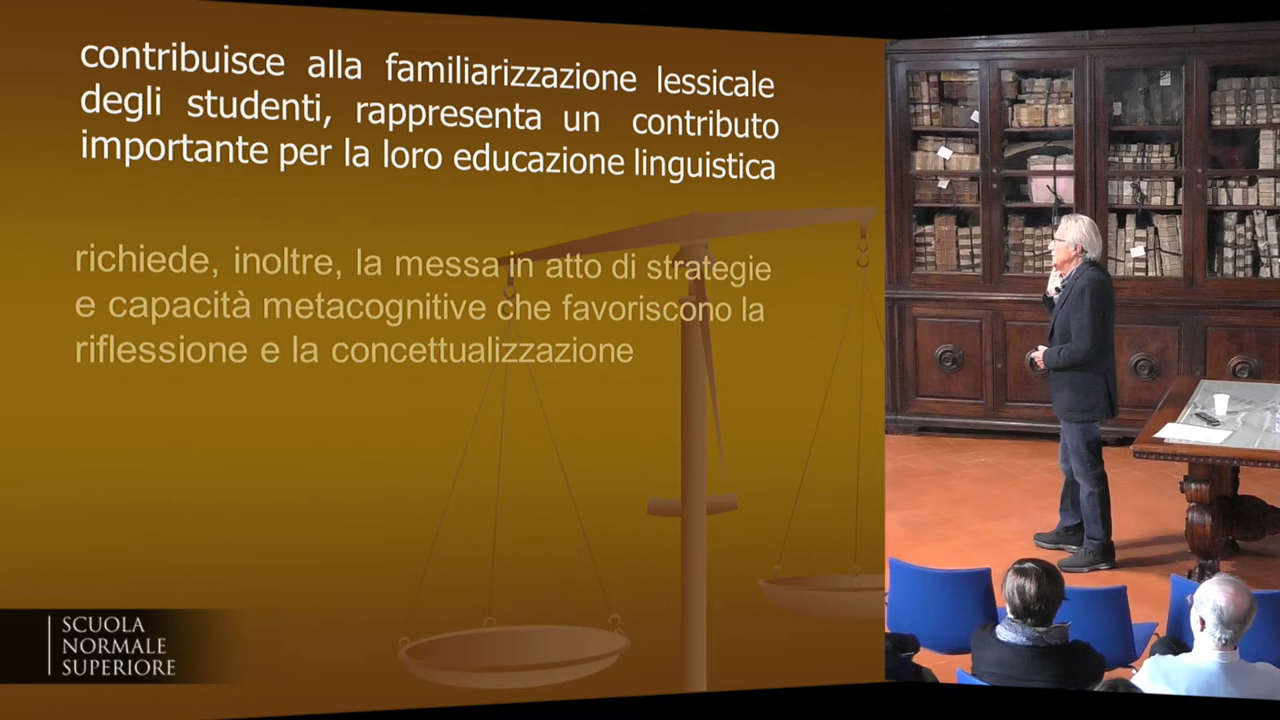 contribuisce alla familiarizzazione lessicale
degli studenti, rappresenta un contributo
importante per la loro educazione linguistica
richiede, inoltre, la messa in atto di strategie
e capacità metacognitive che favoriscono la
riflessione e la concettualizzazione
SCUOLA
NORMALE
SUPERIORE